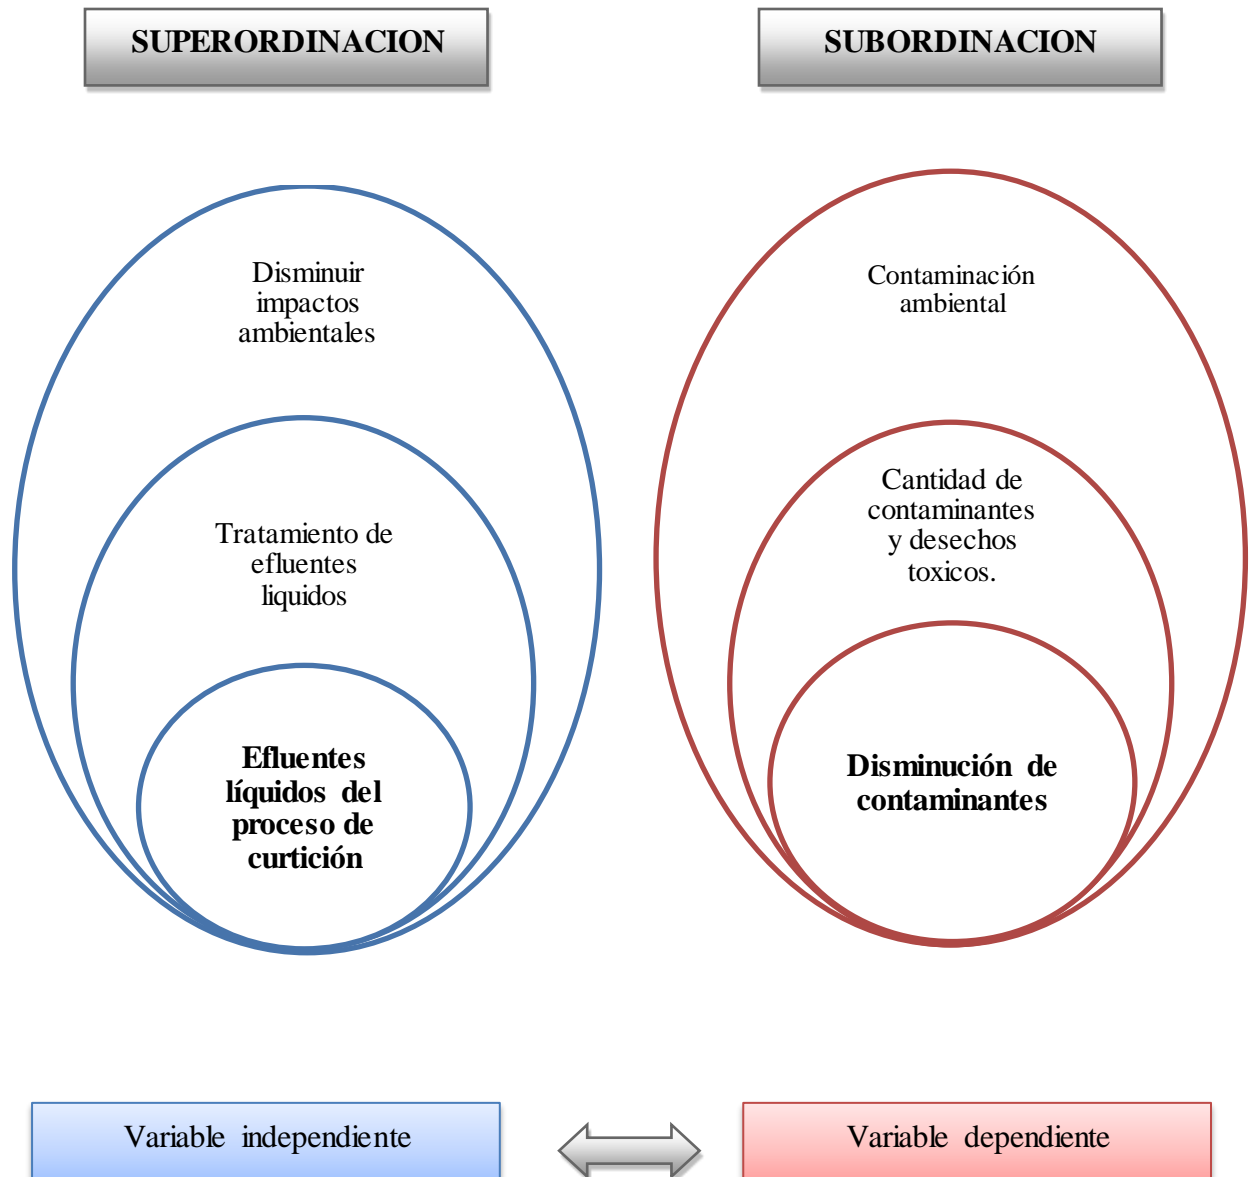 SUPERORDINACION
SUBORDINACION
Disminuir
impactos
ambientales
Tratamiento de
efluentes
liquidos
Efluentes
líquidos del
proceso de
curtición
Contaminación
ambiental
Cantidad de
contaminantes
y desechos
toxicos.
Disminución de
contaminantes
Variable independiente
Variable dependiente